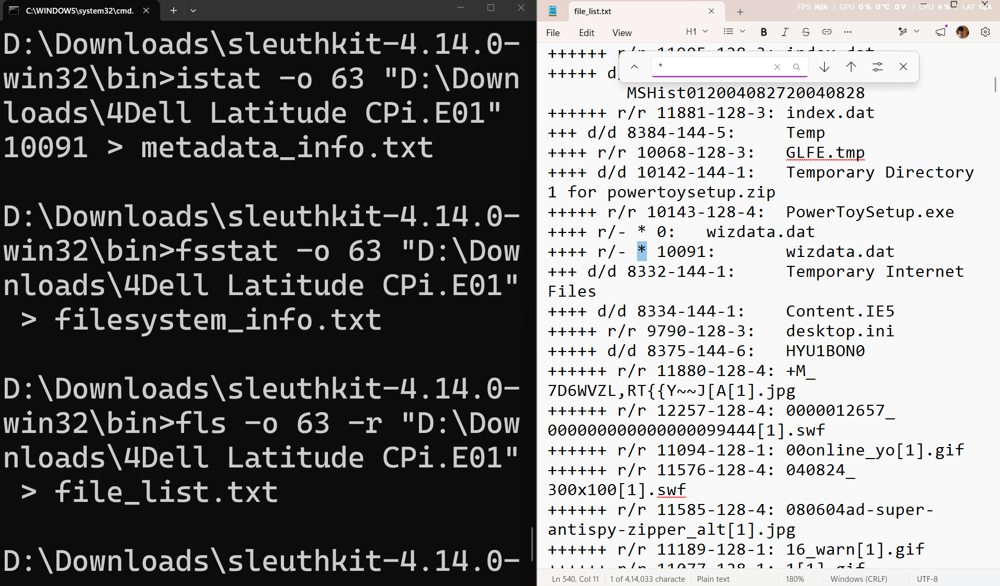 C:\WINDOWS\system32\cmd.
D:\Downloads\sleuthkit-4.14.0-
win32\bin>istat -o 63 "D:\Down
loads\4Dell Latitude CPi.E01"
10091 > metadata_info.txt
D:\Downloads\sleuthkit-4.14.0-
win32\bin>fsstat -o 63 "D:\Dow
nloads\4Dell Latitude CPi.E01"
 > filesystem_info.txt
D:\Downloads\sleuthkit-4.14.0-
win32\bin>fls -o 63 -r "D:\Dow
nloads\4Dell Latitude CPi.E01"
 > file_list.txt
D:\Downloads\sleuthkit-4.14.0-
file_list.txt
FPS N/A | GPU 0% 0°C 0V | CPU 4% | LAT N/A
File Edit View H1 B I S
*
++++++
+++++ d/
MSHist012004082720040828
++++++ r/r 11881-128-3: index.dat
+++ d/d 8384-144-5: Temp
++++ r/r 10068-128-3: GLFE.tmp
++++ d/d 10142-144-1: Temporary Directory
1 for powertoysetup.zip
+++++ r/r 10143-128-4: PowerToySetup.exe
++++ r/- * 0: wizdata.dat
++++ r/- * 10091: wizdata.dat
+++ d/d 8332-144-1: Temporary Internet
Files
++++ d/d 8334-144-1: Content.IE5
+++++ r/r 9790-128-3: desktop.ini
+++++ d/d 8375-144-6: HYU1BON0
++++++ r/r 11880-128-4: +M_
7D6WVZL,RT{{Y~~J[A[1].jpg
++++++ r/r 12257-128-4: 0000012657_
000000000000000099444[1].swf
++++++ r/r 11094-128-1: 00online_yo[1].gif
++++++ r/r 11576-128-4: 040824_
300x100[1].swf
++++++ r/r 11585-128-4: 080604ad-super-
antispy-zipper_alt[1].jpg
++++++ r/r 11189-128-1: 16_warn[1].gif
++++++ r/r 11077-128-1: 1[1].gif
Ln 540, Col 11 1 of 4,14,033 characte Plain text 180% Windows (CRLF) UTF-8